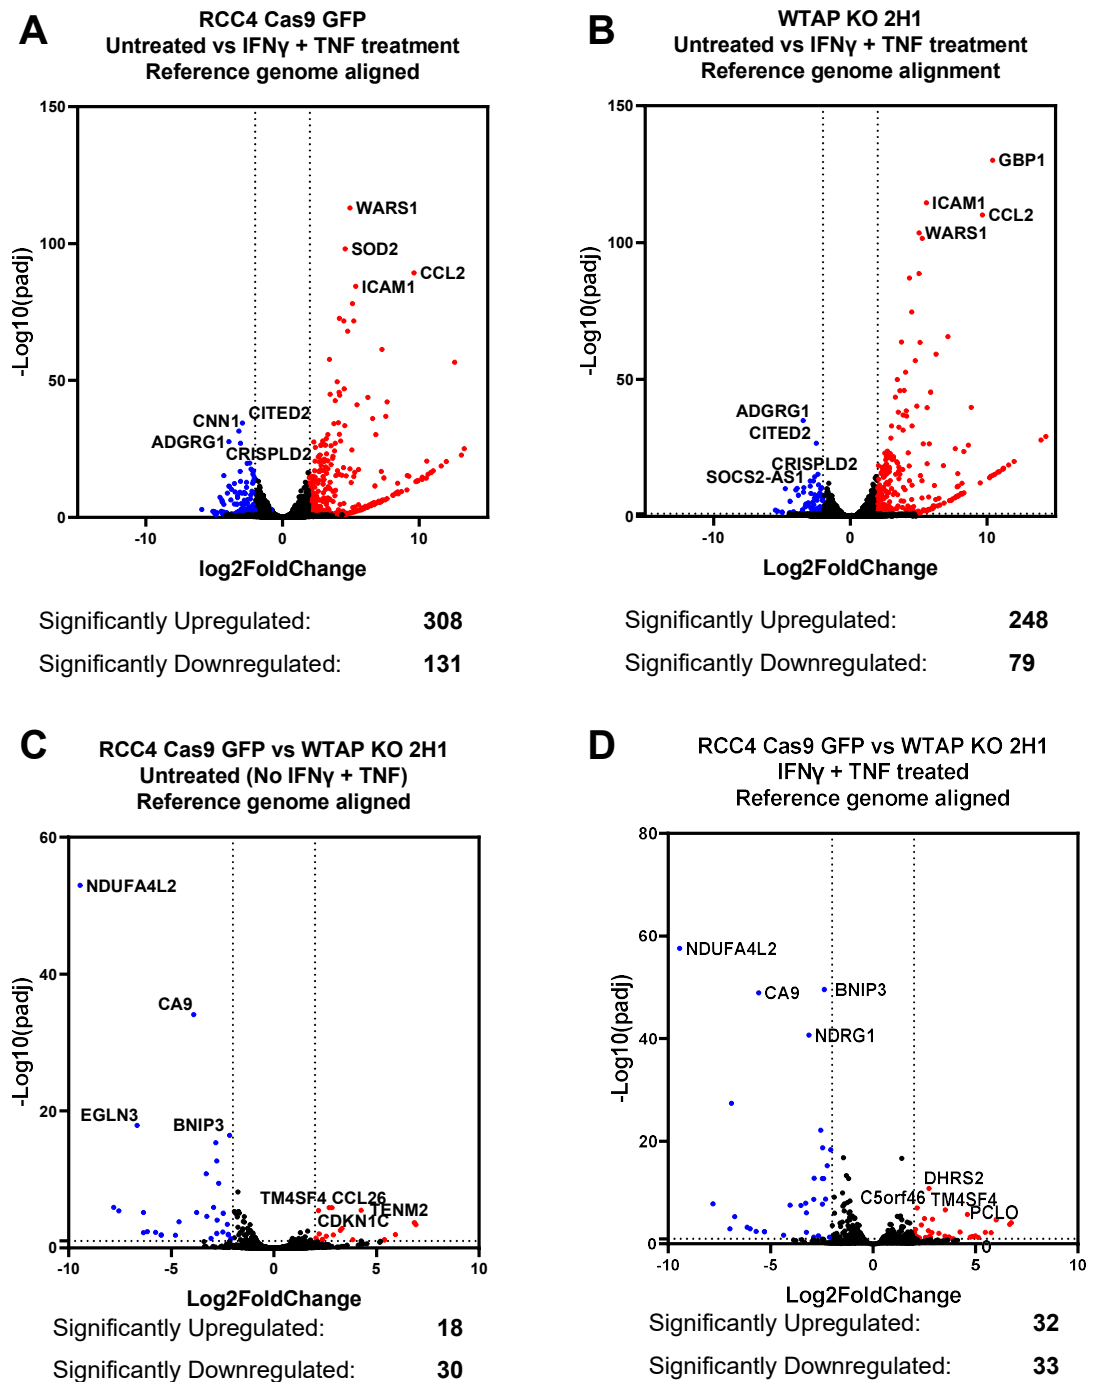 A
RCC4 Cas9 GFP
Untreated vs IFNγ + TNF treatment
Reference genome aligned
150
100
50
0
-Log10(padj)
WARS1
SOD2
CCL2
ICAM1
CITED2
CNN1
ADGRG1
CRISPLD2
-10
0
10
log2FoldChange
Significantly Upregulated: 308
Significantly Downregulated: 131
B
WTAP KO 2H1
Untreated vs IFNγ + TNF treatment
Reference genome alignment
150
100
50
0
-Log10(padj)
GBP1
ICAM1
CCL2
WARS1
ADGRG1
CITED2
CRISPLD2
SOCS2-AS1
-10
0
10
Log2FoldChange
Significantly Upregulated: 248
Significantly Downregulated: 79
C
RCC4 Cas9 GFP vs WTAP KO 2H1
Untreated (No IFNγ + TNF)
Reference genome aligned
60
40
20
0
-Log10(padj)
NDUFA4L2
CA9
EGLN3
BNIP3
TM4SF4 CCL26
TENM2
CDKN1C
-10
-5
0
5
10
Log2FoldChange
Significantly Upregulated: 18
Significantly Downregulated: 30
D
RCC4 Cas9 GFP vs WTAP KO 2H1
IFNγ + TNF treated
Reference genome aligned
80
60
40
20
0
-Log10(padj)
NDUFA4L2
CA9
BNIP3
NDRG1
DHRS2
C5orf46
TM4SF4
PCLO
0
-10
-5
0
5
10
Log2FoldChange
Significantly Upregulated: 32
Significantly Downregulated: 33